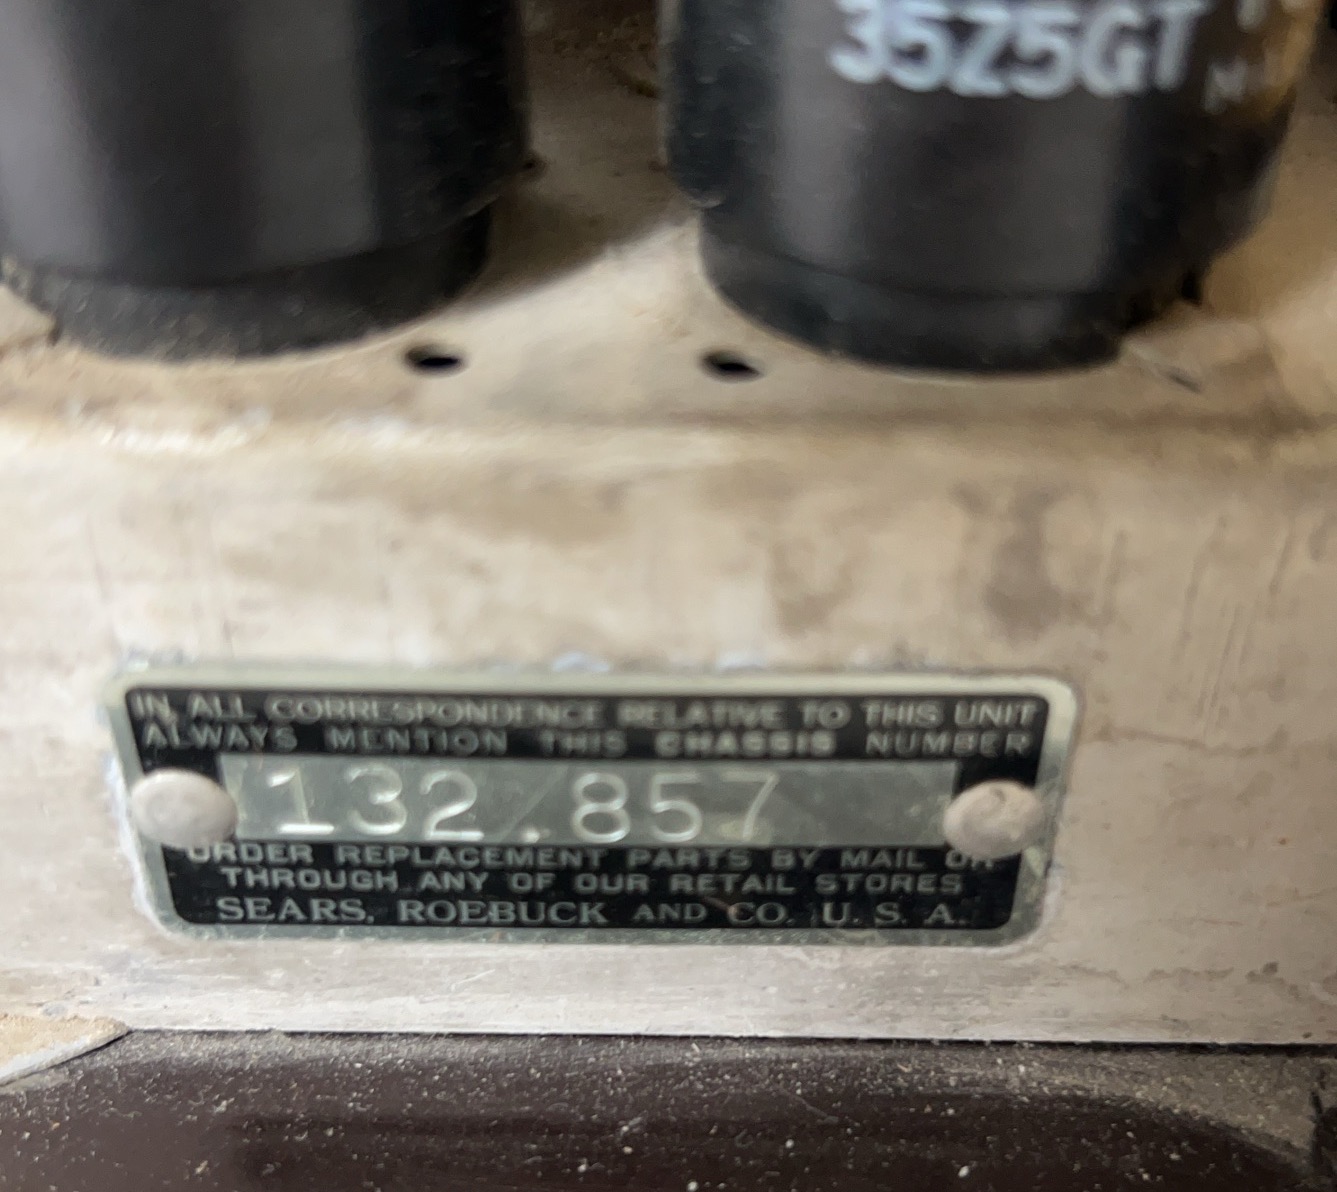 35Z5GT
IN ALL CORRESPONDENCE RELATIVE TO THIS UNIT
ALWAYS MENTION THIS CHASSIS NUMBER
132.857
ORDER REPLACEMENT PARTS BY MAIL OR
THROUGH ANY OF OUR RETAIL STORES
SEARS, ROEBUCK AND CO. U. S. A.